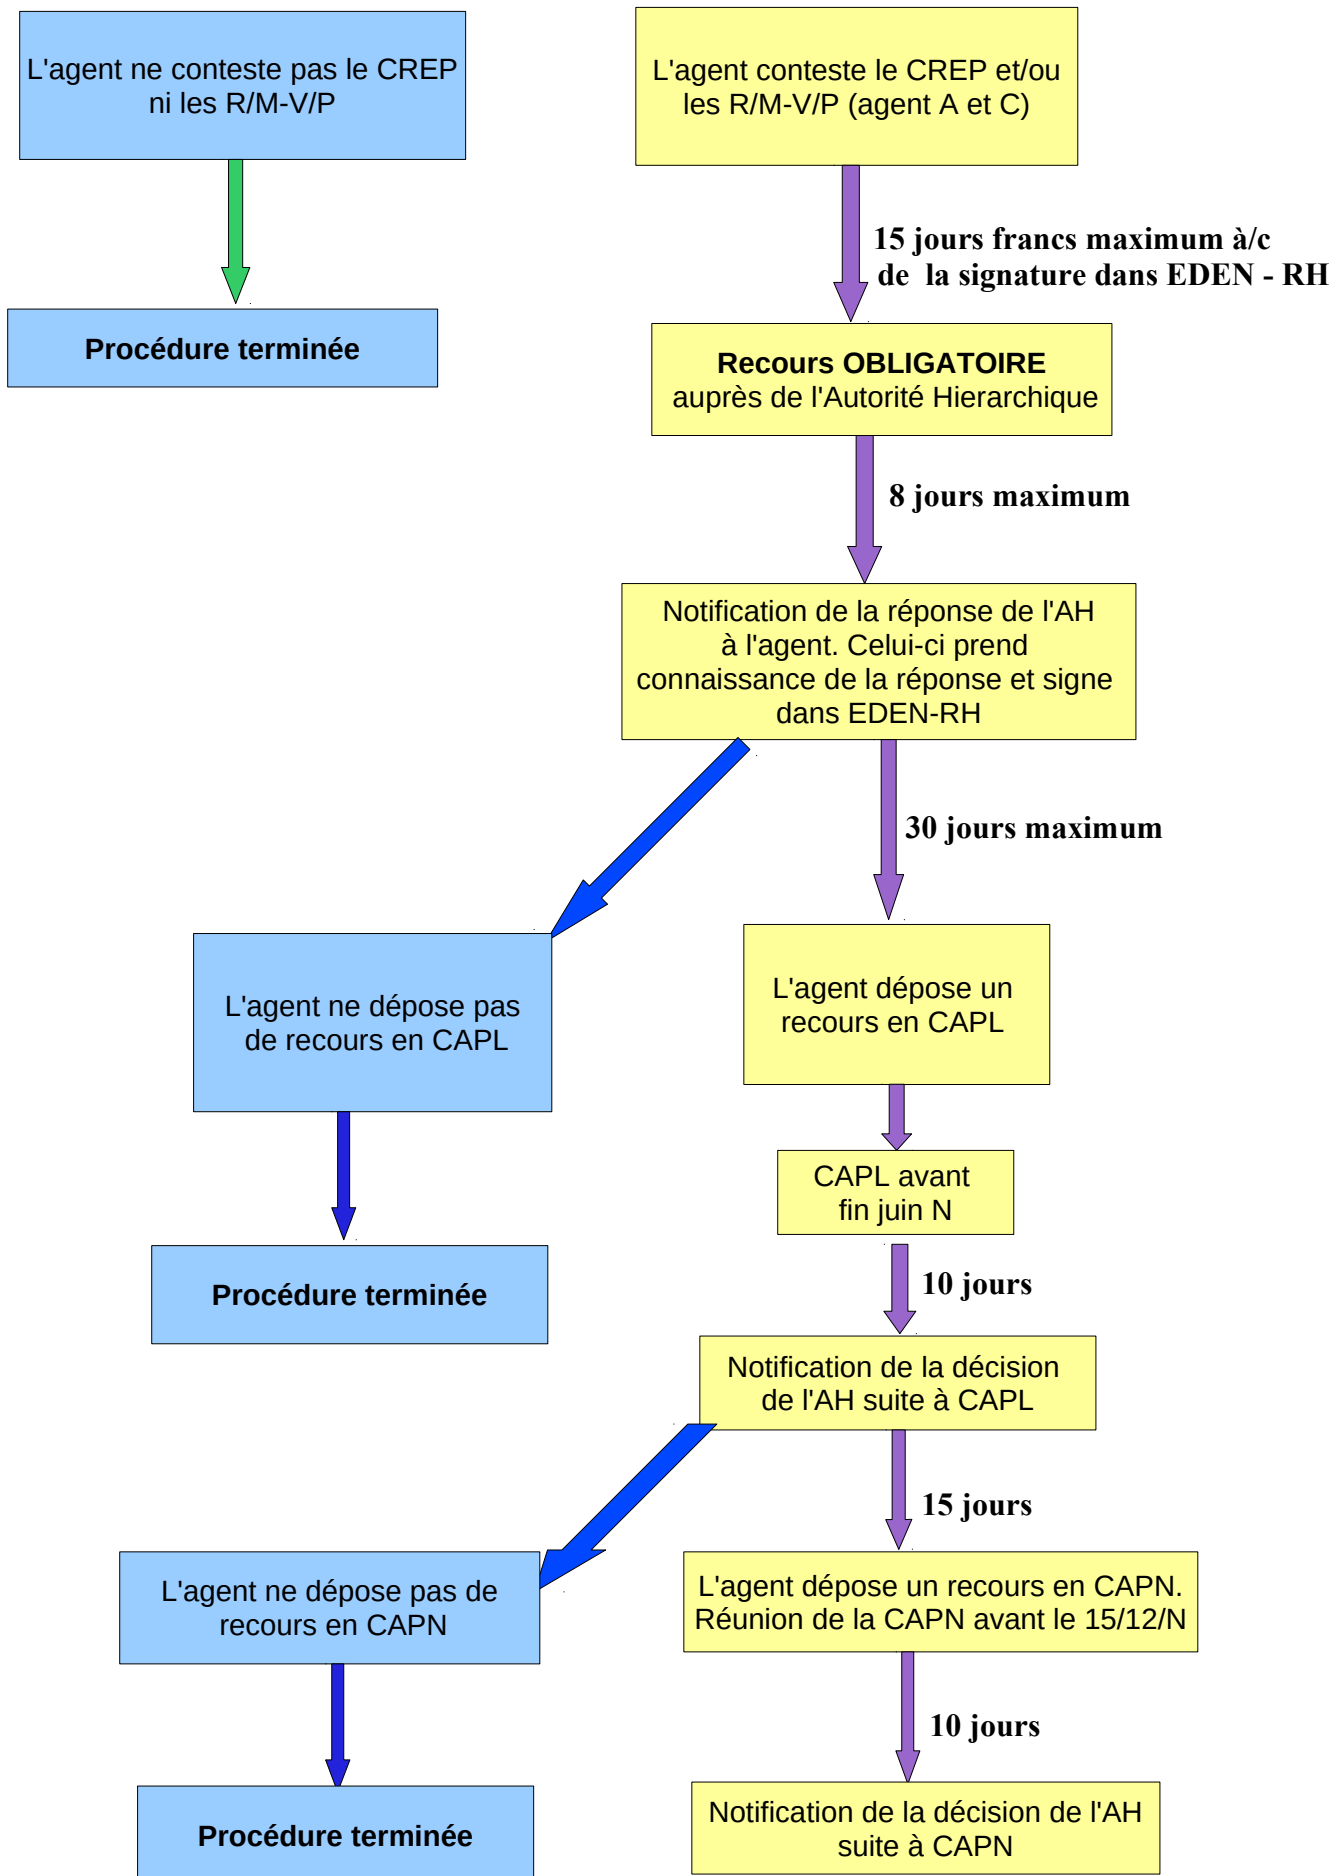 L'agent ne conteste pas le CREP
ni les R/M-V/P
L'agent conteste le CREP et/ou
les R/M-V/P (agent A et C)
15 jours francs maximum à/c
de la signature dans EDEN - RH
Procédure terminée
Recours OBLIGATOIRE
auprès de l'Autorité Hierarchique
8 jours maximum
Notification de la réponse de l'AH
à l'agent. Celui-ci prend
connaissance de la réponse et signe
dans EDEN-RH
30 jours maximum
L'agent ne dépose pas
de recours en CAPL
L'agent dépose un
recours en CAPL
CAPL avant
fin juin N
Procédure terminée
10 jours
Notification de la décision
de l'AH suite à CAPL
15 jours
L'agent ne dépose pas de
recours en CAPN
L'agent dépose un recours en CAPN.
Réunion de la CAPN avant le 15/12/N
10 jours
Procédure terminée
Notification de la décision de l'AH
suite à CAPN